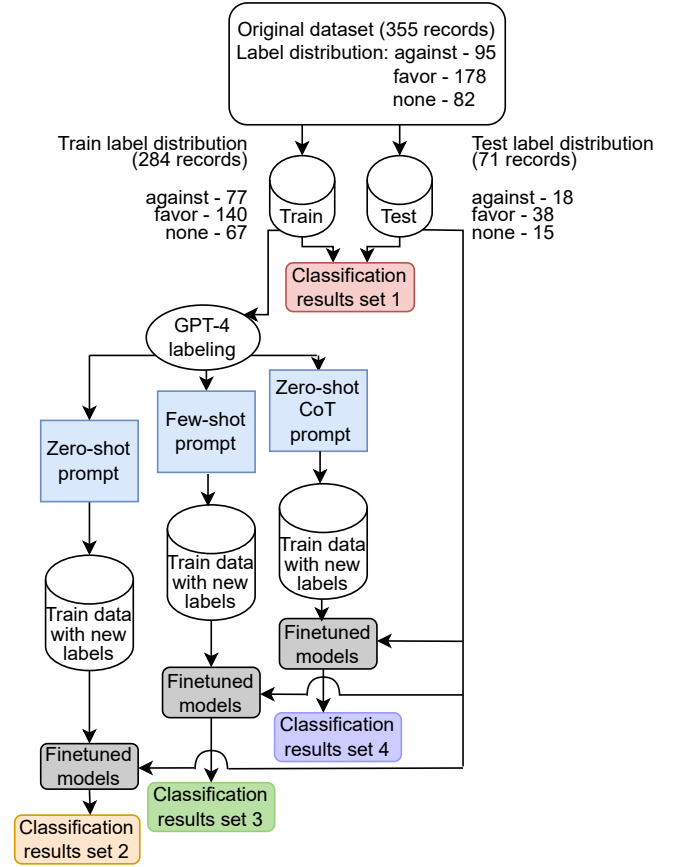 Original dataset (355 records)
Label distribution: against - 95
favor - 178
none - 82
Train label distribution
(284 records)
against - 77
favor - 140
none - 67
Test label distribution
(71 records)
against - 18
favor - 38
none - 15
Train
Test
Classification
results set 1
GPT-4
labeling
Zero-shot
prompt
Few-shot
prompt
Zero-shot
CoT
prompt
Train data
with new
labels
Train data
with new
labels
Train data
with new
labels
Finetuned
models
Finetuned
models
Finetuned
models
Classification
results set 4
Classification
results set 3
Classification
results set 2